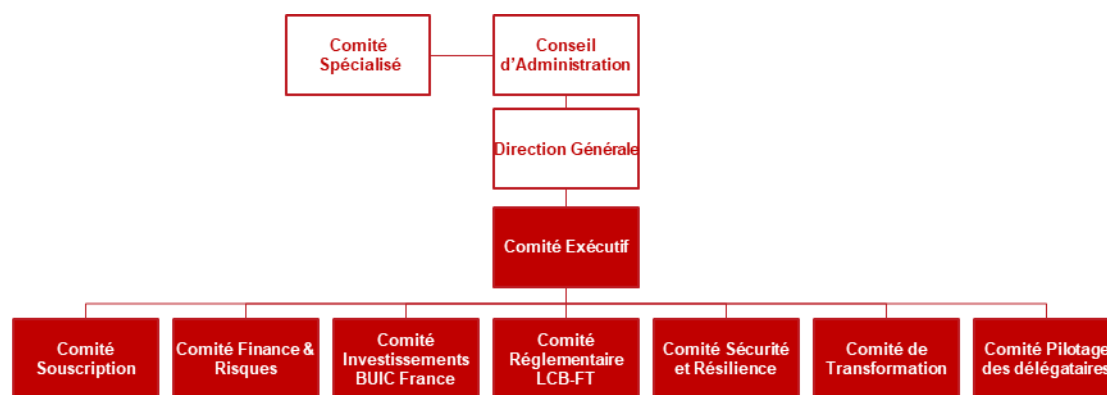 Comité
Spécialisé
Conseil
d'Administration
Direction Générale
Comité Exécutif
Comité
Souscription
Comité Finance &
Risques
Comité
Investissements
BUIC France
Comité
Réglementaire
LCB-FT
Comité Sécurité
et Résilience
Comité de
Transformation
Comité Pilotage
des délégataires